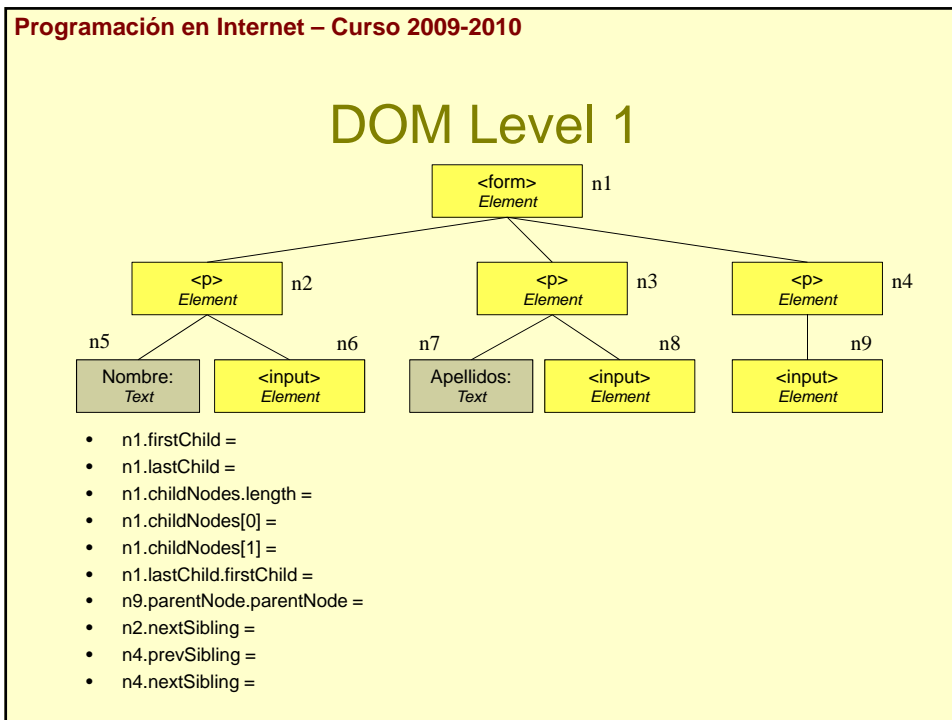 Programación en Internet – Curso 2009-2010
DOM Level 1
<form>
Element
n1
<p>
Element
n2
<p>
Element
n3
<p>
Element
n4
n5
n6
n7
n8
n9
Nombre:
Text
<input>
Element
Apellidos:
Text
<input>
Element
<input>
Element
• n1.firstChild =
• n1.lastChild =
• n1.childNodes.length =
• n1.childNodes[0] =
• n1.childNodes[1] =
• n1.lastChild.firstChild =
• n9.parentNode.parentNode =
• n2.nextSibling =
• n4.prevSibling =
• n4.nextSibling =